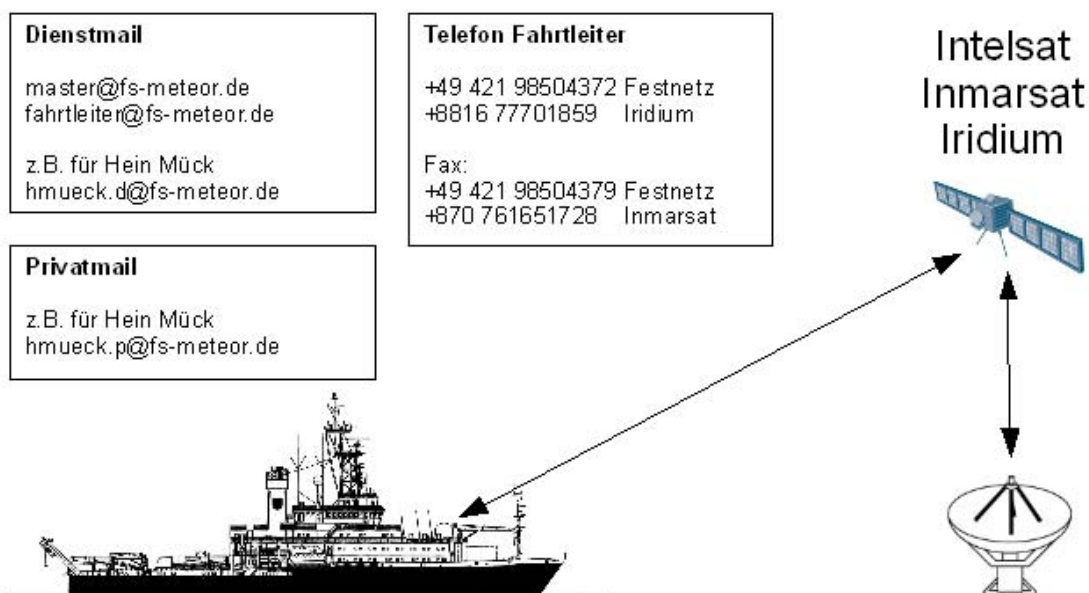 Dienstmail
master@fs-meteor.de
fahrtleiter@fs-meteor.de
z.B. für Hein Mück
hmueck.d@fs-meteor.de
Privatmail
z.B. für Hein Mück
hmueck.p@fs-meteor.de
Telefon Fahrtleiter
+49 421 98504372 Festnetz
+8816 77701859 Iridium
Fax:
+49 421 98504379 Festnetz
+870 761651728 Inmarsat
Intelsat
Inmarsat
Iridium